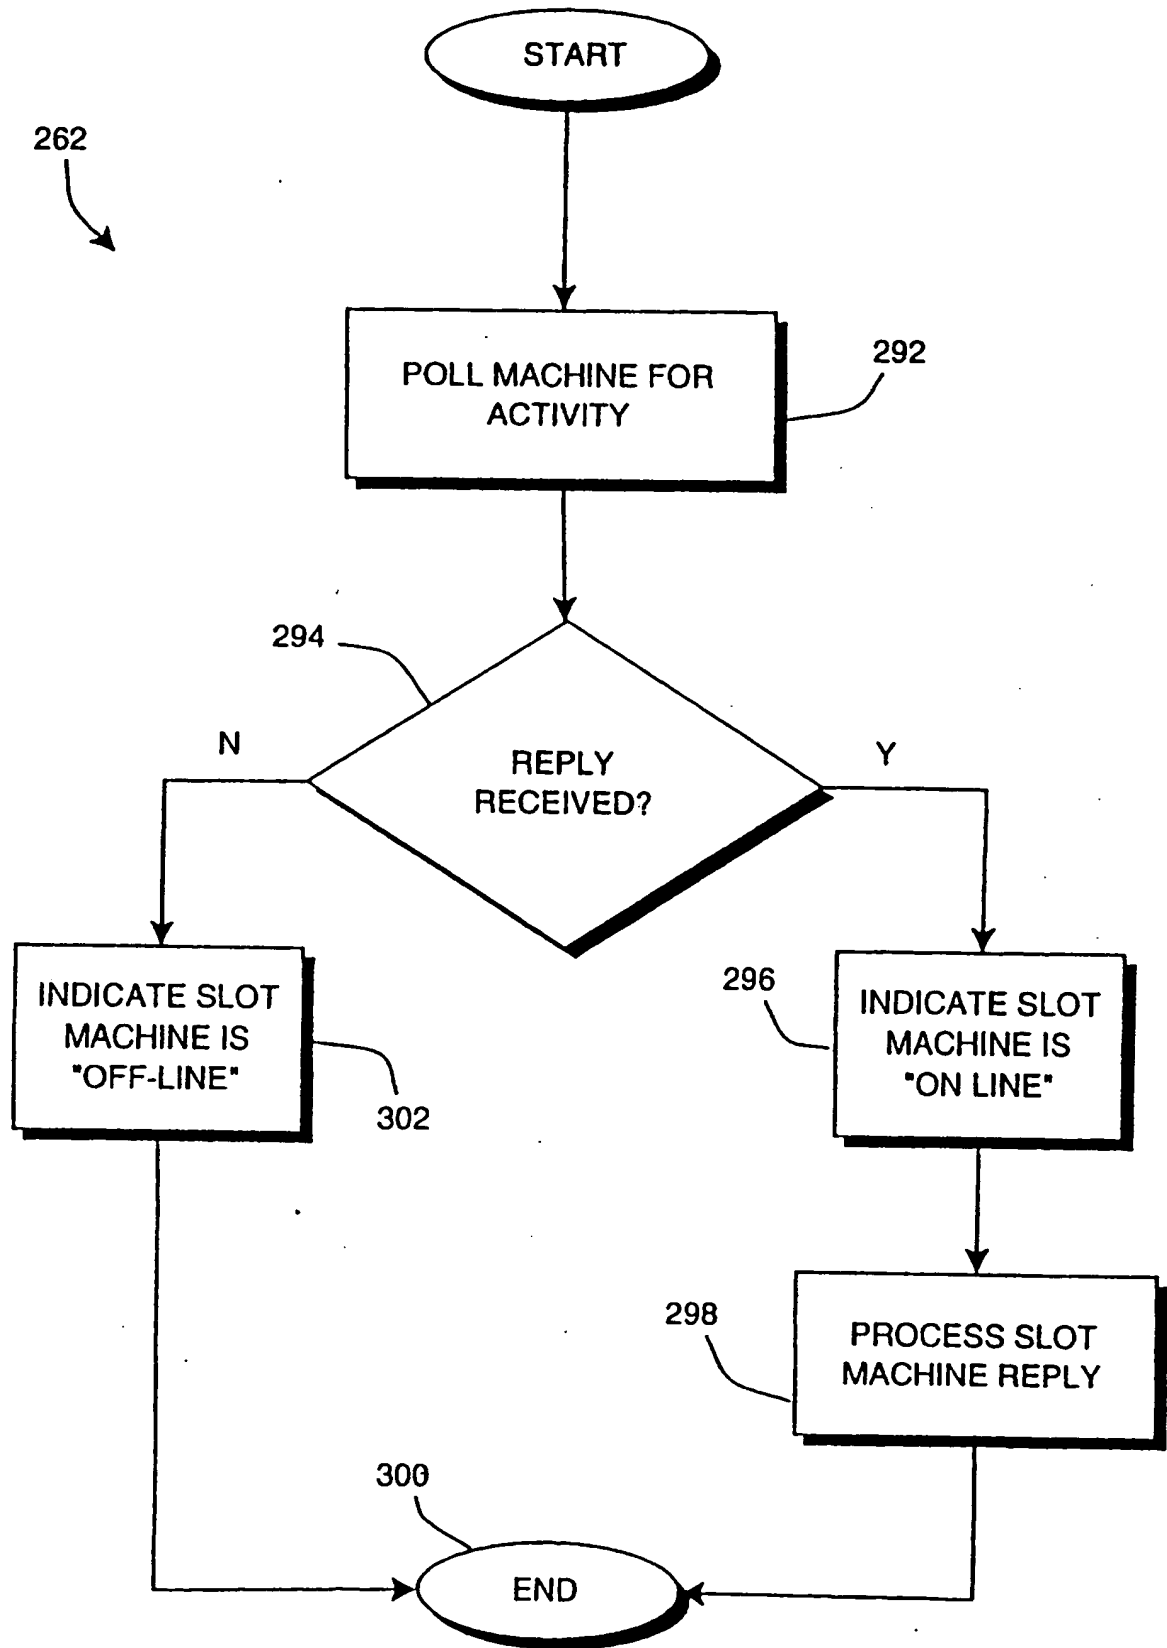 START
262
POLL MACHINE FOR
ACTIVITY
292
294
N
REPLY
RECEIVED?
Y
INDICATE SLOT
MACHINE IS
"OFF-LINE"
302
296
INDICATE SLOT
MACHINE IS
"ON LINE"
298
PROCESS SLOT
MACHINE REPLY
300
END